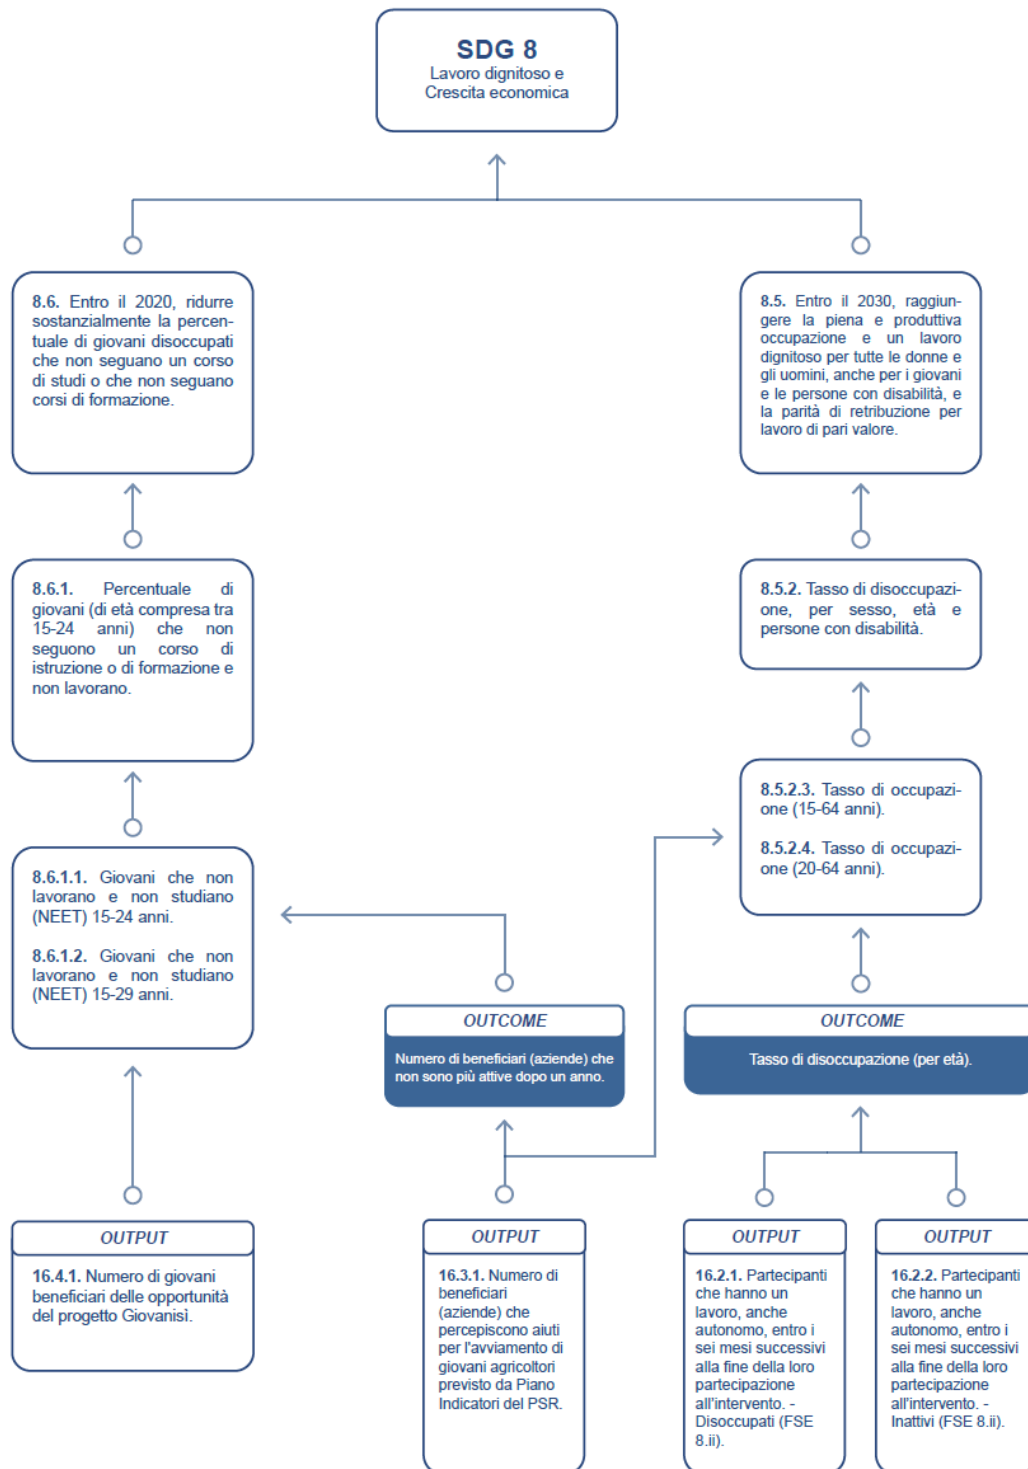 SDG 8
Lavoro dignitoso e
Crescita economica
8.6. Entro il 2020, ridurre
sostanzialmente la percen-
tuale di giovani disoccupati
che non seguano un corso
di studi o che non seguano
corsi di formazione.
8.5. Entro il 2030, raggiun-
gere la piena e produttiva
occupazione e un lavoro
dignitoso per tutte le donne e
gli uomini, anche per i giovani
e le persone con disabilità, e
la parità di retribuzione per
lavoro di pari valore.
8.6.1. Percentuale di
giovani (di età compresa tra
15-24 anni) che non
seguono un corso di
istruzione o di formazione e
non lavorano.
8.5.2. Tasso di disoccupazi-
one, per sesso, età e
persone con disabilità.
8.5.2.3. Tasso di occupazi-
one (15-64 anni).
8.5.2.4. Tasso di occupazi-
one (20-64 anni).
8.6.1.1. Giovani che non
lavorano e non studiano
(NEET) 15-24 anni.
8.6.1.2. Giovani che non
lavorano e non studiano
(NEET) 15-29 anni.
OUTCOME
Numero di beneficiari (aziende) che
non sono più attive dopo un anno.
OUTCOME
Tasso di disoccupazione (per età).
OUTPUT
16.4.1. Numero di giovani
beneficiari delle opportunità
del progetto Giovanisì.
OUTPUT
16.3.1. Numero di
beneficiari
(aziende) che
percepiscono aiuti
per l'avviamento di
giovani agricoltori
previsto da Piano
Indicatori del PSR.
OUTPUT
16.2.1. Partecipanti
che hanno un
lavoro, anche
autonomo, entro i
sei mesi successivi
alla fine della loro
partecipazione
all'intervento. -
Disoccupati (FSE
8.ii).
OUTPUT
16.2.2. Partecipanti
che hanno un
lavoro, anche
autonomo, entro i
sei mesi successivi
alla fine della loro
partecipazione
all'intervento. -
Inattivi (FSE 8.ii).